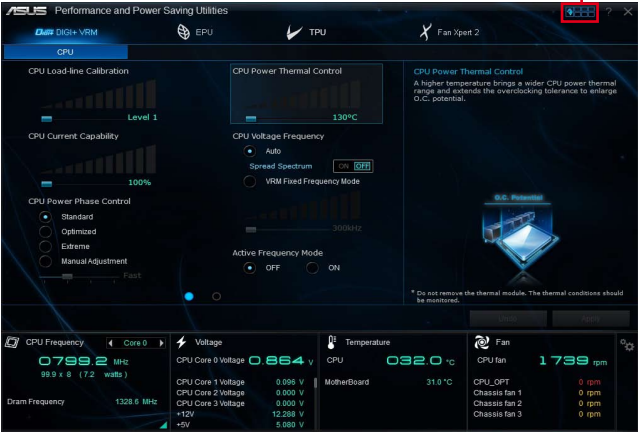 ASUS Performance and Power Saving Utilities
?
DIGI+ DIGI+ VRM
EPU
TPU
Fan Xpert 2
CPU
CPU Load-line Calibration
Level 1
CPU Current Capability
100%
CPU Power Phase Control
Standard
Optimized
Extreme
Manual Adjustment
Fast
CPU Power Thermal Control
130°C
CPU Voltage Frequency
Auto
Spread Spectrum ON OFF
VRM Fixed Frequency Mode
300kHz
Active Frequency Mode
OFF ON
CPU Power Thermal Control
A higher temperature brings a wider CPU power thermal
range and extends the overclocking tolerance to enlarge
O.C. potential.
O.C. Potential
* Do not remove the thermal module. The thermal conditions should
be monitored.
Undo Apply
CPU Frequency Core 0
0799.2 MHz
99.9 x 8 (7.2 watts)
Dram Frequency 1328.6 MHz
Voltage
CPU Core 0 Voltage 0.864 V
CPU Core 1 Voltage 0.096 V
CPU Core 2 Voltage 0.000 V
CPU Core 3 Voltage 0.000 V
+12V 12.288 V
+5V 5.080 V
Temperature
CPU 032.0 °C
MotherBoard 31.0 °C
Fan
CPU fan 1739 rpm
CPU_OPT 0 rpm
Chassis fan 1 0 rpm
Chassis fan 2 0 rpm
Chassis fan 3 0 rpm